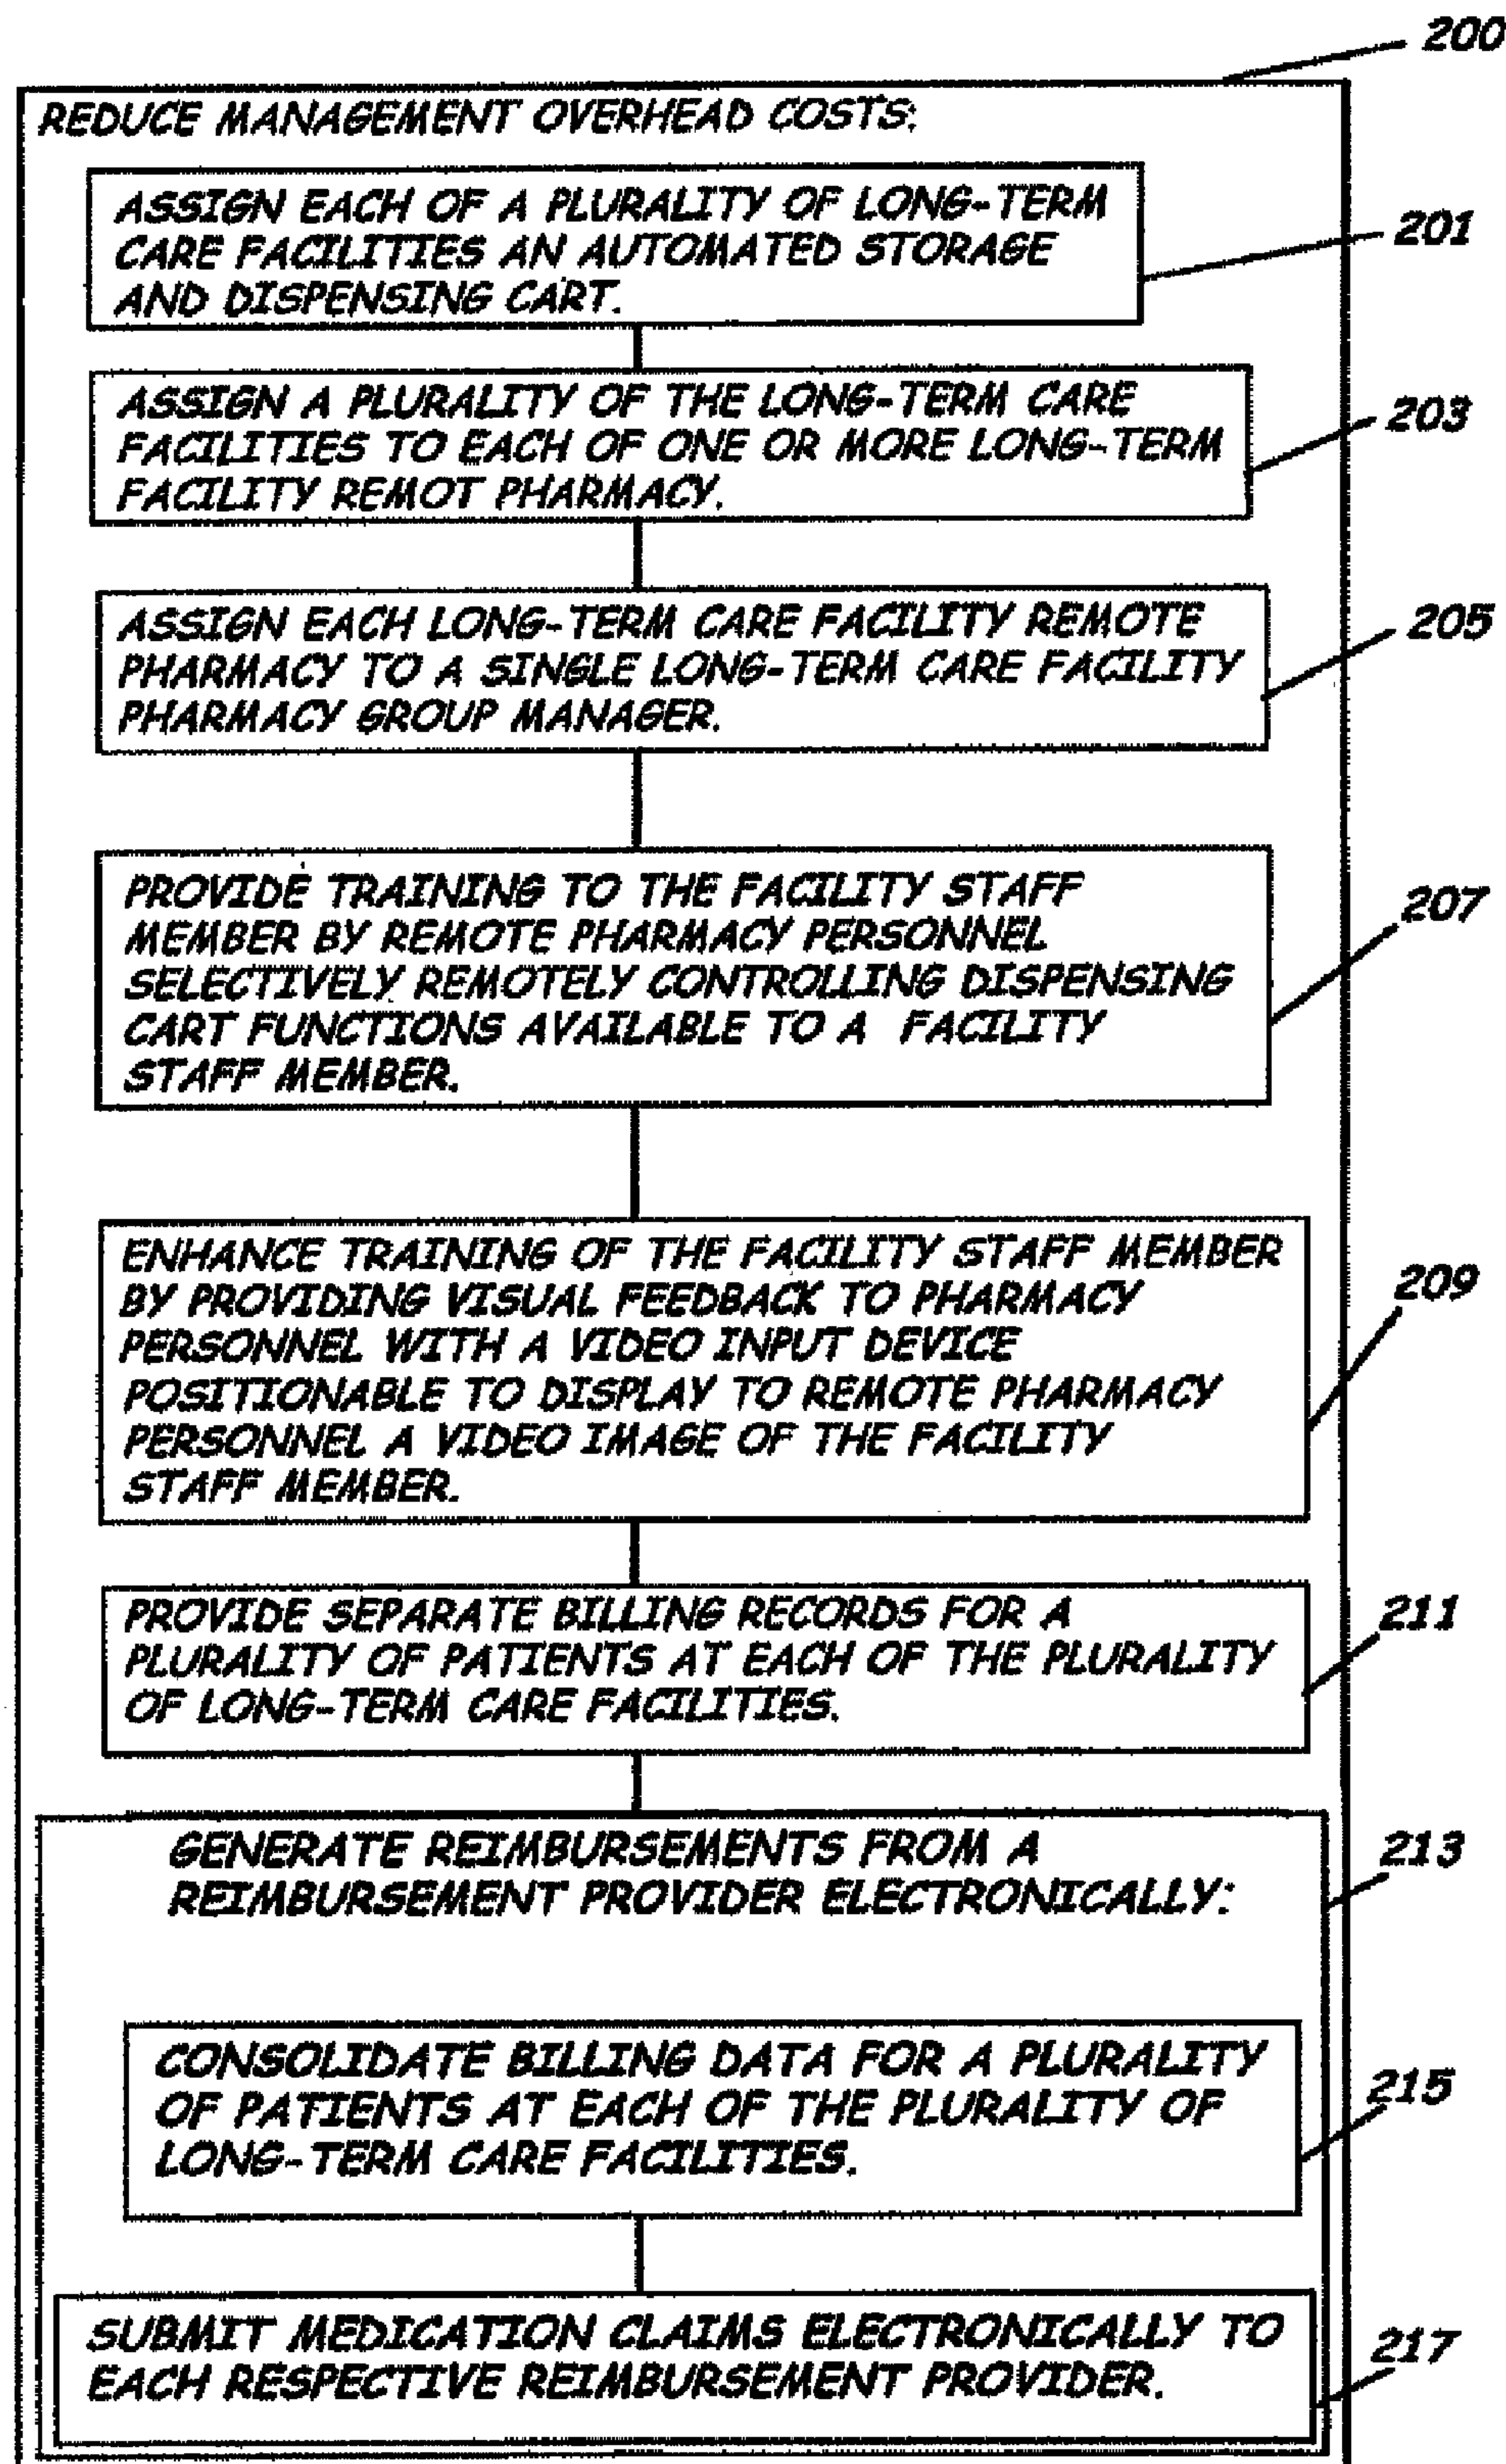 200
REDUCE MANAGEMENT OVERHEAD COSTS:
ASSIGN EACH OF A PLURALITY OF LONG-TERM
CARE FACILITIES AN AUTOMATED STORAGE
AND DISPENSING CART.
201
ASSIGN A PLURALITY OF THE LONG-TERM CARE
FACILITIES TO EACH OF ONE OR MORE LONG-TERM
FACILITY REMOT PHARMACY.
203
ASSIGN EACH LONG-TERM CARE FACILITY REMOTE
PHARMACY TO A SINGLE LONG-TERM CARE FACILITY
PHARMACY GROUP MANAGER.
205
PROVIDE TRAINING TO THE FACILITY STAFF
MEMBER BY REMOTE PHARMACY PERSONNEL
SELECTIVELY REMOTELY CONTROLLING DISPENSING
CART FUNCTIONS AVAILABLE TO A FACILITY
STAFF MEMBER.
207
ENHANCE TRAINING OF THE FACILITY STAFF MEMBER
BY PROVIDING VISUAL FEEDBACK TO PHARMACY
PERSONNEL WITH A VIDEO INPUT DEVICE
POSITIONABLE TO DISPLAY TO REMOTE PHARMACY
PERSONNEL A VIDEO IMAGE OF THE FACILITY
STAFF MEMBER.
209
PROVIDE SEPARATE BILLING RECORDS FOR A
PLURALITY OF PATIENTS AT EACH OF THE PLURALITY
OF LONG-TERM CARE FACILITIES.
211
GENERATE REIMBURSEMENTS FROM A
REIMBURSEMENT PROVIDER ELECTRONICALLY:
213
CONSOLIDATE BILLING DATA FOR A PLURALITY
OF PATIENTS AT EACH OF THE PLURALITY OF
LONG-TERM CARE FACILITIES.
215
SUBMIT MEDICATION CLAIMS ELECTRONICALLY TO
EACH RESPECTIVE REIMBURSEMENT PROVIDER.
217